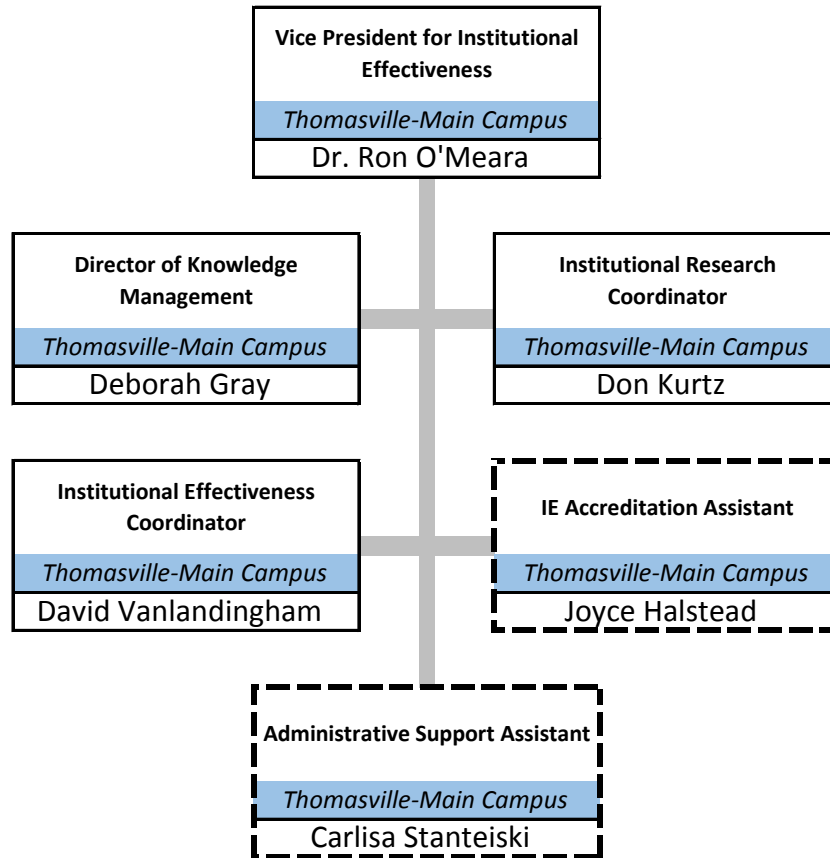 Vice President for Institutional
Effectiveness
Thomasville-Main Campus
Dr. Ron O'Meara
Director of Knowledge
Management
Thomasville-Main Campus
Deborah Gray
Institutional Research
Coordinator
Thomasville-Main Campus
Don Kurtz
Institutional Effectiveness
Coordinator
Thomasville-Main Campus
David Vanlandingham
IE Accreditation Assistant
Thomasville-Main Campus
Joyce Halstead
Administrative Support Assistant
Thomasville-Main Campus
Carlisa Stanteiski